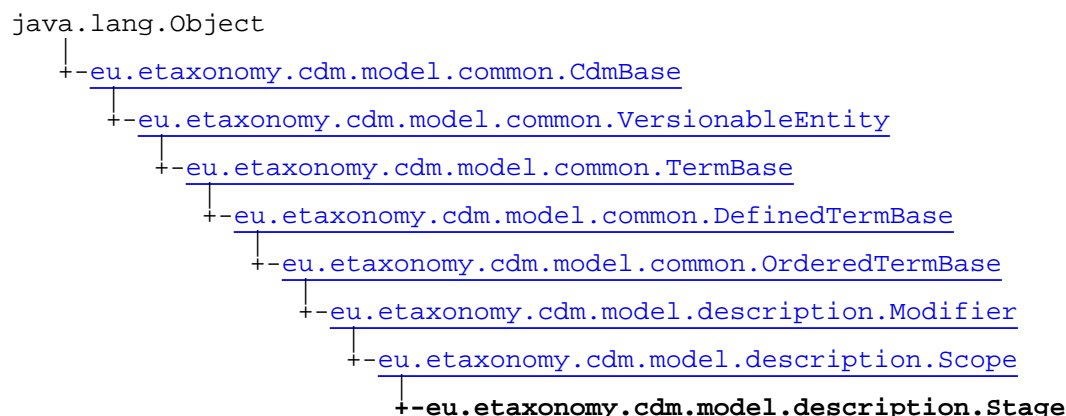 java.lang.Object
+-eu.etaxonomy.cdm.model.common.CdmBase
+-eu.etaxonomy.cdm.model.common.VersionableEntity
+-eu.etaxonomy.cdm.model.common.TermBase
+-eu.etaxonomy.cdm.model.common.DefinedTermBase
+-eu.etaxonomy.cdm.model.common.OrderedTermBase
+-eu.etaxonomy.cdm.model.description.Modifier
+-eu.etaxonomy.cdm.model.description.Scope
+-eu.etaxonomy.cdm.model.description.Stage